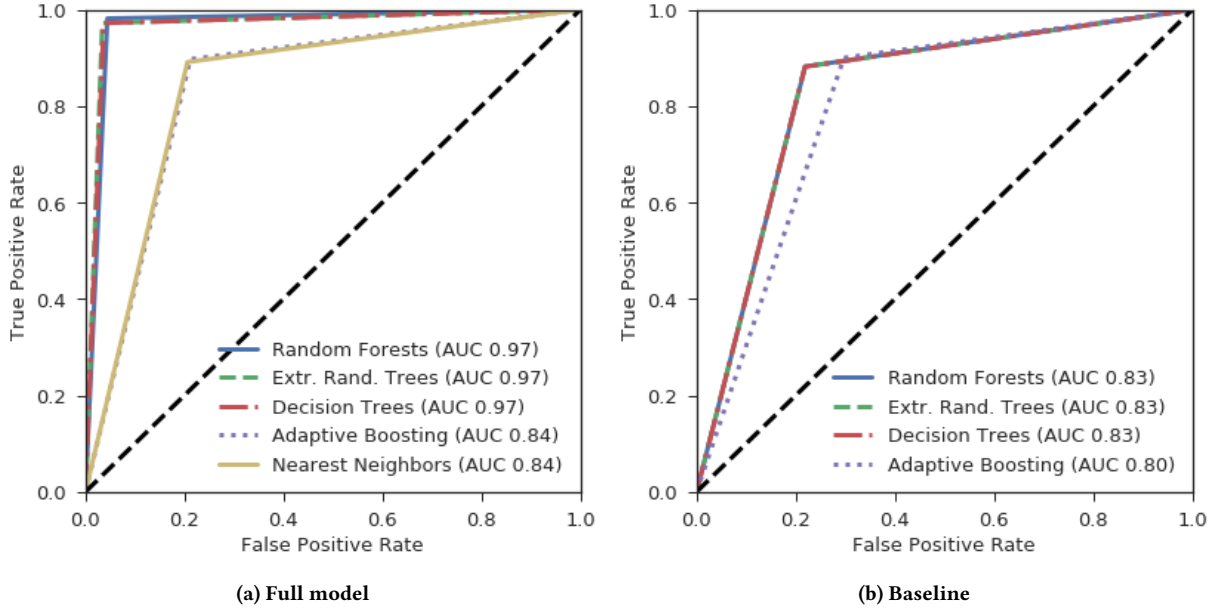 1.0
0.8
0.6
0.4
0.2
0.0
True Positive Rate
Random Forests (AUC 0.97)
Extr. Rand. Trees (AUC 0.97)
Decision Trees (AUC 0.97)
Adaptive Boosting (AUC 0.84)
Nearest Neighbors (AUC 0.84)
0.0 0.2 0.4 0.6 0.8 1.0
False Positive Rate
(a) Full model
1.0
0.8
0.6
0.4
0.2
0.0
True Positive Rate
Random Forests (AUC 0.83)
Extr. Rand. Trees (AUC 0.83)
Decision Trees (AUC 0.83)
Adaptive Boosting (AUC 0.80)
0.0 0.2 0.4 0.6 0.8 1.0
False Positive Rate
(b) Baseline